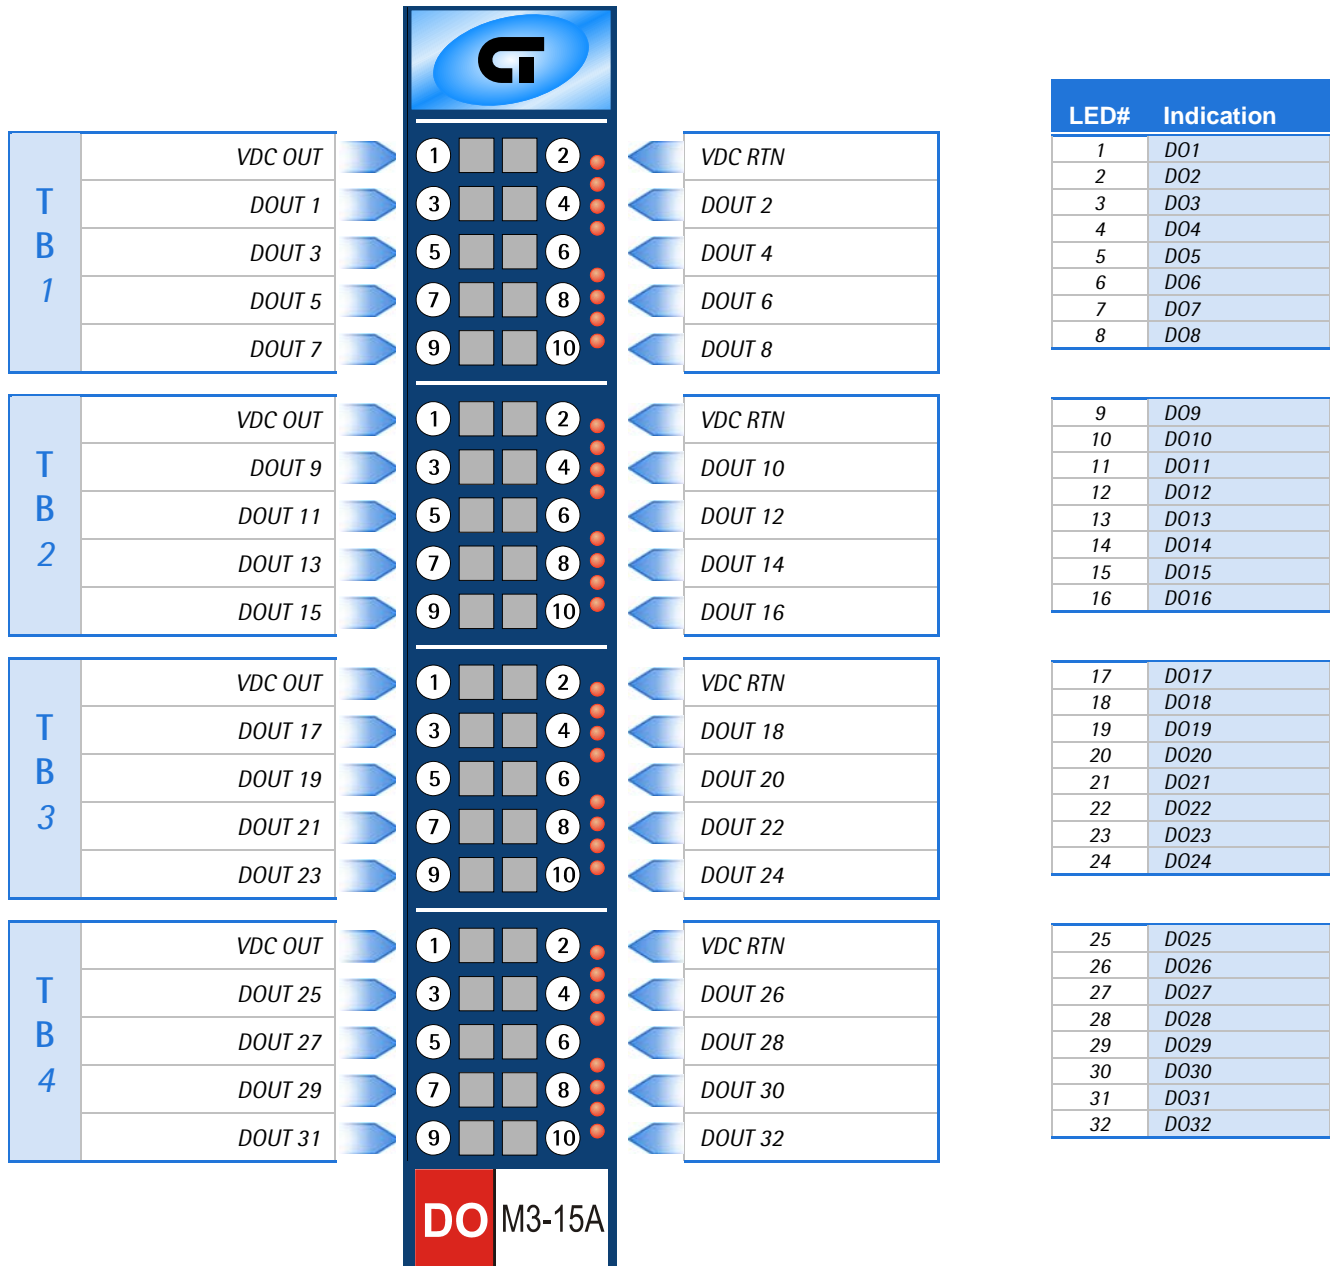 LED# Indication
T
B
1
VDC OUT 1 2 VDC RTN
DOUT 1 3 4 DOUT 2
DOUT 3 5 6 DOUT 4
DOUT 5 7 8 DOUT 6
DOUT 7 9 10 DOUT 8
1 DO1
2 DO2
3 DO3
4 DO4
5 DO5
6 DO6
7 DO7
8 DO8
T
B
2
VDC OUT 1 2 VDC RTN
DOUT 9 3 4 DOUT 10
DOUT 11 5 6 DOUT 12
DOUT 13 7 8 DOUT 14
DOUT 15 9 10 DOUT 16
9 DO9
10 DO10
11 DO11
12 DO12
13 DO13
14 DO14
15 DO15
16 DO16
T
B
3
VDC OUT 1 2 VDC RTN
DOUT 17 3 4 DOUT 18
DOUT 19 5 6 DOUT 20
DOUT 21 7 8 DOUT 22
DOUT 23 9 10 DOUT 24
17 DO17
18 DO18
19 DO19
20 DO20
21 DO21
22 DO22
23 DO23
24 DO24
T
B
4
VDC OUT 1 2 VDC RTN
DOUT 25 3 4 DOUT 26
DOUT 27 5 6 DOUT 28
DOUT 29 7 8 DOUT 30
DOUT 31 9 10 DOUT 32
25 DO25
26 DO26
27 DO27
28 DO28
29 DO29
30 DO30
31 DO31
32 DO32
DO M3-15A